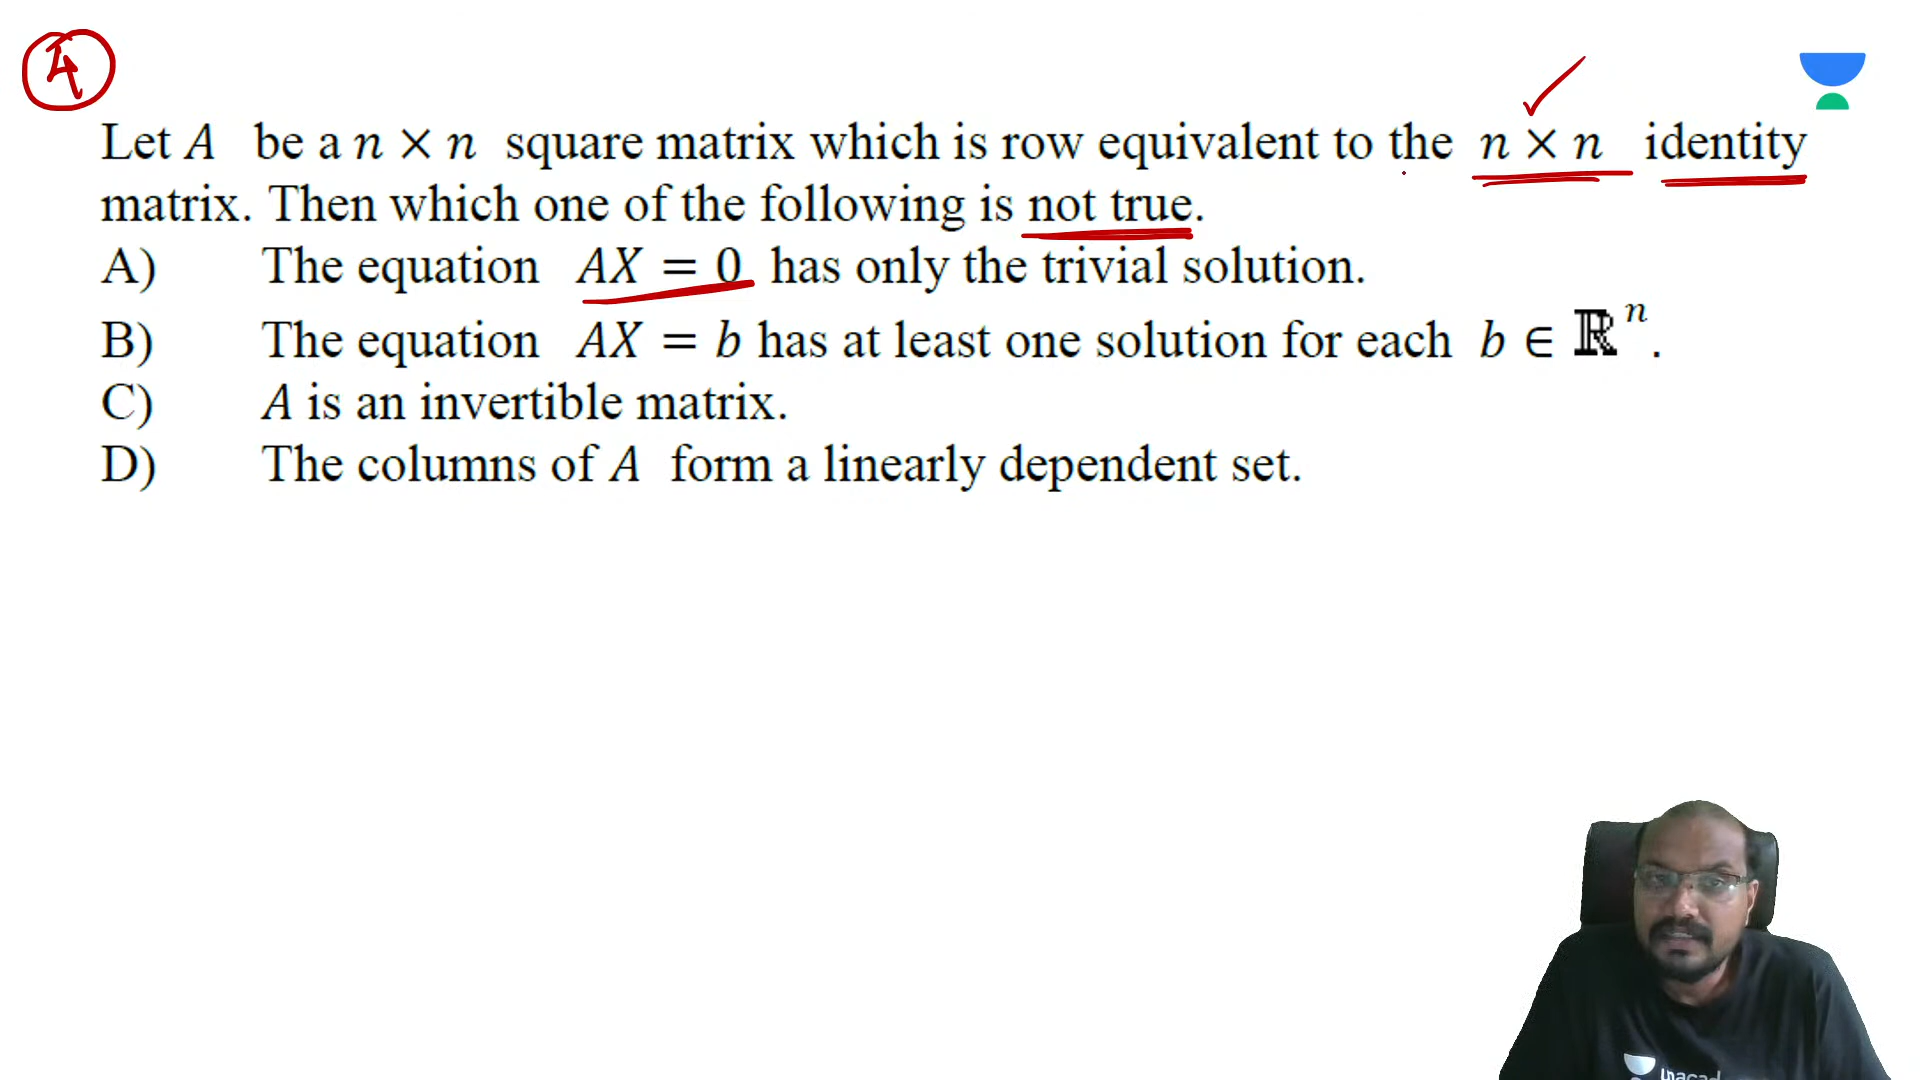 4
Let A be a n × n square matrix which is row equivalent to the n × n identity
matrix. Then which one of the following is not true.
A) The equation AX = 0 has only the trivial solution.
B) The equation AX = b has at least one solution for each b ∈ ℝⁿ.
C) A is an invertible matrix.
D) The columns of A form a linearly dependent set.